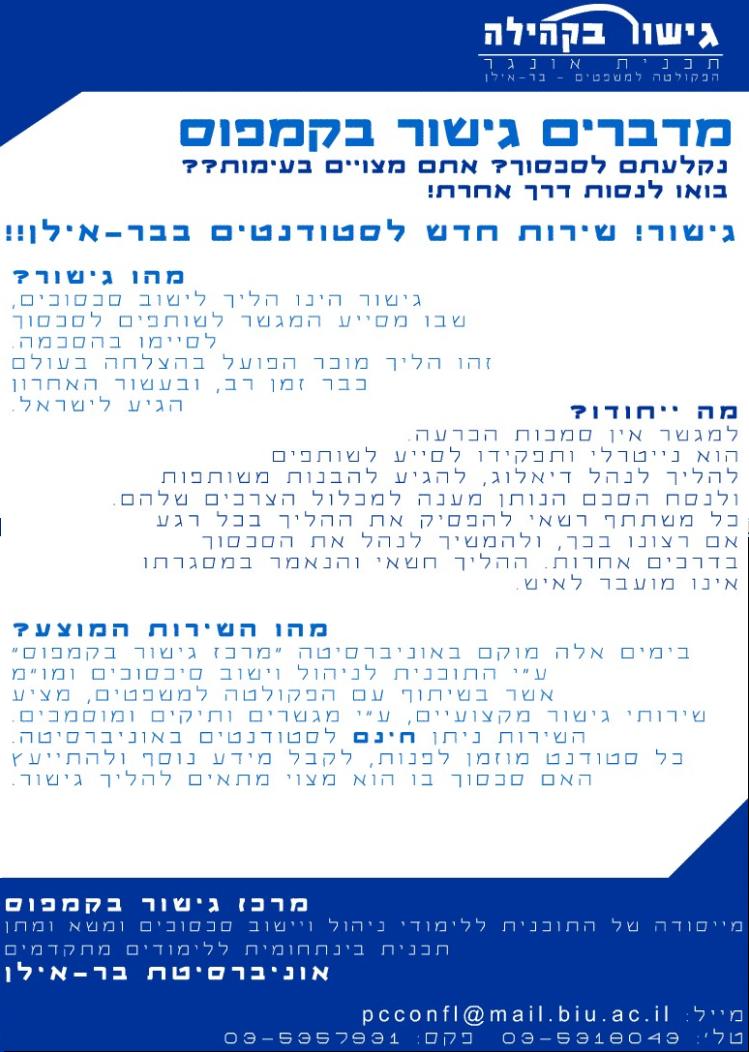 גישור בקהילה
תכנית אונגר
הפקולטה למשפטים - בר-אילן
מדברים גישור בקמפוס
נקלעתם לסכסוך? אתם מצויים בעימות??
בואו לנסות דרך אחרת!
גישור! שירות חדש לסטודנטים בבר-אילן!!
מהו גישור?
גישור הינו הליך לישוב סכסוכים,
שבו מסייע המגשר לשותפים לסכסוך
לסיימו בהסכמה.
זהו הליך מוכר הפועל בהצלחה בעולם
כבר זמן רב, ובעשור האחרון
הגיע לישראל.
מה ייחודו?
למגשר אין סמכות הכרעה.
הוא נייטרלי ותפקידו לסייע לשותפים
להליך לנהל דיאלוג, להגיע להבנות משותפות
ולנסח הסכם הנותן מענה למכלול הצרכים שלהם.
כל משתתף רשאי להפסיק את ההליך בכל רגע
אם רצונו בכך, ולהמשיך לנהל את הסכסוך
בדרכים אחרות. ההליך חשאי והנאמר במסגרתו
אינו מועבר לאיש.
מהו השירות המוצע?
בימים אלה מוקם באוניברסיטה "מרכז גישור בקמפוס"
ע"י התוכנית לניהול וישוב סיכסוכים ומו"מ
אשר בשיתוף עם הפקולטה למשפטים, מציע
שירותי גישור מקצועיים, ע"י מגשרים ותיקים ומוסמכים.
השירות ניתן חינם לסטודנטים באוניברסיטה.
כל סטודנט מוזמן לפנות, לקבל מידע נוסף ולהתייעץ
האם סכסוך בו הוא מצוי מתאים להליך גישור.
מרכז גישור בקמפוס
מייסודה של התוכנית ללימודי ניהול ויישוב סכסוכים ומשא ומתן
תכנית בינתחומית ללימודים מתקדמים
אוניברסיטת בר-אילן
מייל: pcconfl@mail.biu.ac.il
טל': 03-5318043 פקס: 03-5357931